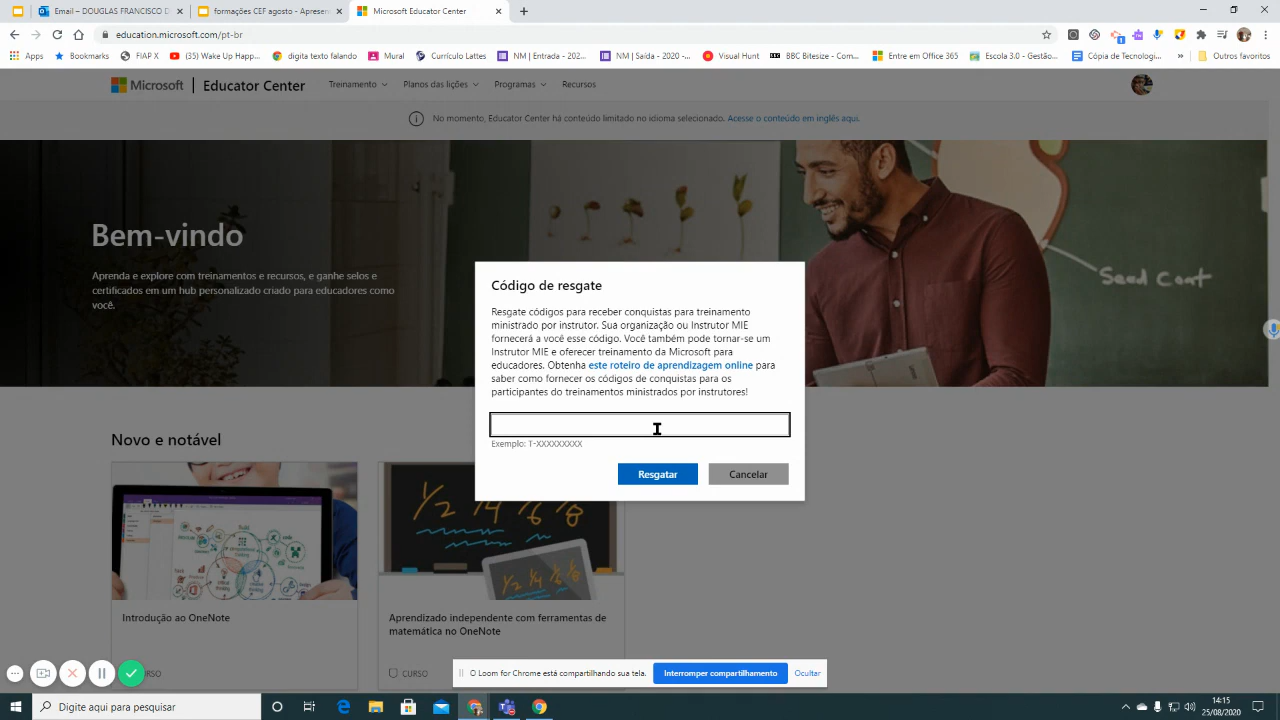 Email – DOUGLAS FRANCISCO D
formações CEF agosto - Apresen
Microsoft Educator Center
education.microsoft.com/pt-br
Apps
Bookmarks
FIAP X
(35) Wake Up Happ...
digita texto falando
Mural
Currículo Lattes
NM | Entrada - 202...
NM | Saída - 2020 -...
Visual Hunt
BBC Bitesize - Com...
Entre em Office 365
Escola 3.0 - Gestão...
Cópia de Tecnologi...
Outros favoritos
Microsoft
Educator Center
Treinamento
Planos das lições
Programas
Recursos
No momento, Educator Center há conteúdo limitado no idioma selecionado. Acesse o conteúdo em inglês aqui.
Seed Coat
Bem-vindo
Aprenda e explore com treinamentos e recursos, e ganhe selos e
certificados em um hub personalizado criado para educadores como
você.
Código de resgate
Resgate códigos para receber conquistas para treinamento
ministrado por instrutor. Sua organização ou Instrutor MIE
fornecerá a você esse código. Você também pode tornar-se um
Instrutor MIE e oferecer treinamento da Microsoft para
educadores. Obtenha este roteiro de aprendizagem online para
saber como fornecer os códigos de conquistas para os
participantes do treinamentos ministrados por instrutores!
Exemplo: T-XXXXXXXXX
Resgatar
Cancelar
Novo e notável
1/2 1/4 1/6 1/8
Introdução ao OneNote
Aprendizado independente com ferramentas de
matemática no OneNote
CURSO
O Loom for Chrome está compartilhando sua tela.
Interromper compartilhamento
Ocultar
Digite aqui para pesquisar
14:15
25/08/2020